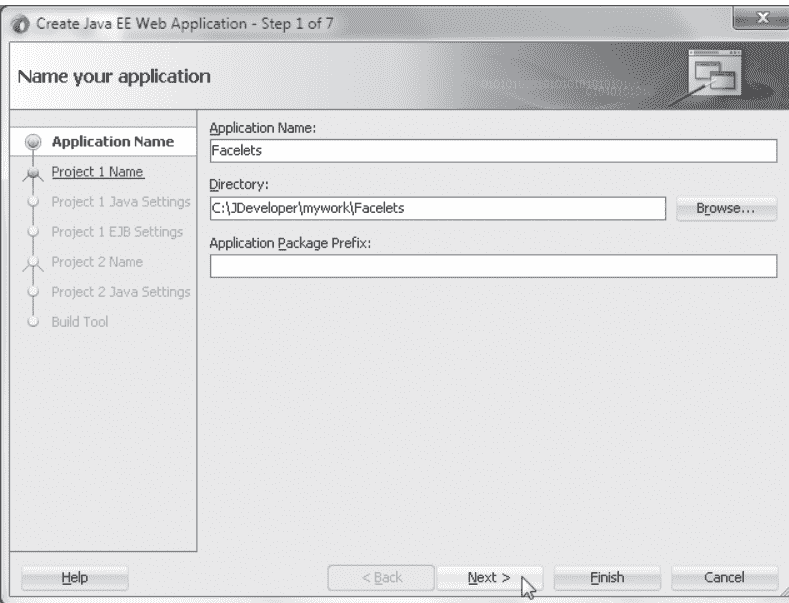 Create Java EE Web Application - Step 1 of 7
Name your application
Application Name
Project 1 Name
Project 1 Java Settings
Project 1 EJB Settings
Project 2 Name
Project 2 Java Settings
Build Tool
Application Name:
Facelets
Directory:
C:\JDeveloper\mywork\Facelets
Browse...
Application Package Prefix:
Help
< Back
Next >
Finish
Cancel